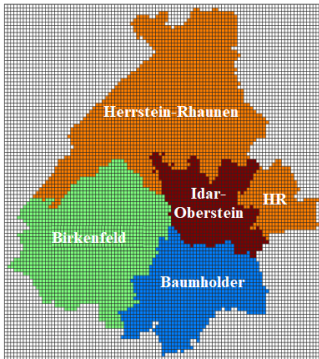 Herrstein-Rhaunen
Idar-
Oberstein
HR
Birkenfeld
Baumholder